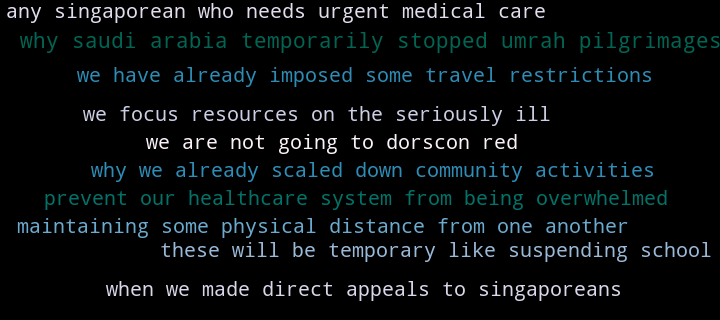 any singaporean who needs urgent medical care
why saudi arabia temporarily stopped umrah pilgrimages
we have already imposed some travel restrictions
we focus resources on the seriously ill
we are not going to dorscon red
why we already scaled down community activities
prevent our healthcare system from being overwhelmed
maintaining some physical distance from one another
these will be temporary like suspending school
when we made direct appeals to singaporeans